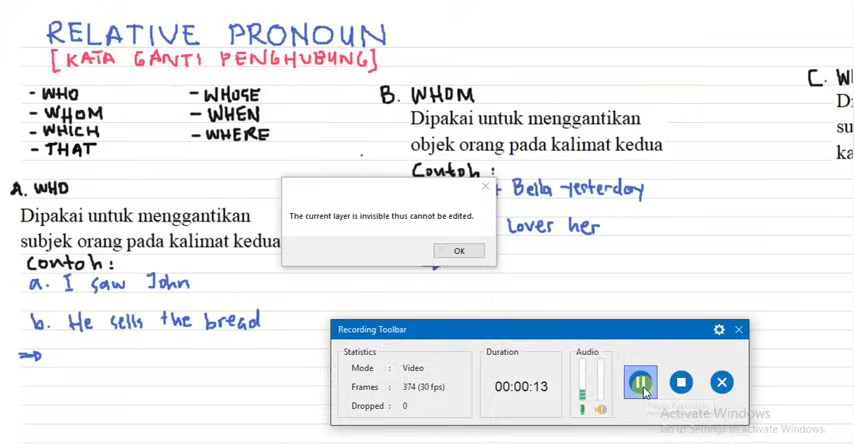 RELATIVE PRONOUN
[KATA GANTI PENGHUBUNG]
- WHO
- WHOM
- WHICH
- THAT
- WHOSE
- WHEN
- WHERE
A. WHO
Dipakai untuk menggantikan
subjek orang pada kalimat kedua
Contoh:
a. I saw John
b. He sells the bread
B. WHOM
Dipakai untuk menggantikan
objek orang pada kalimat kedua
Contoh:
Bella yesterday
Lover her
C.
The current layer is invisible thus cannot be edited.
OK
Recording Toolbar
Statistics
Mode : Video
Frames : 374 (30 fps)
Dropped : 0
Duration
00:00:13
Audio
Activate Windows
Go to Settings to activate Windows.